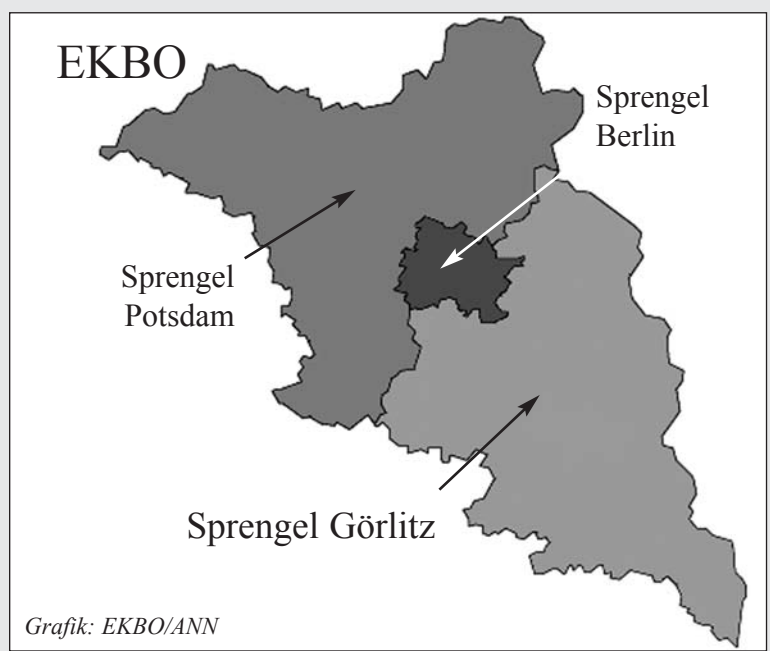 EKBO
Sprengel
Berlin
Sprengel
Potsdam
Sprengel Görlitz
Grafik: EKBO/ANN